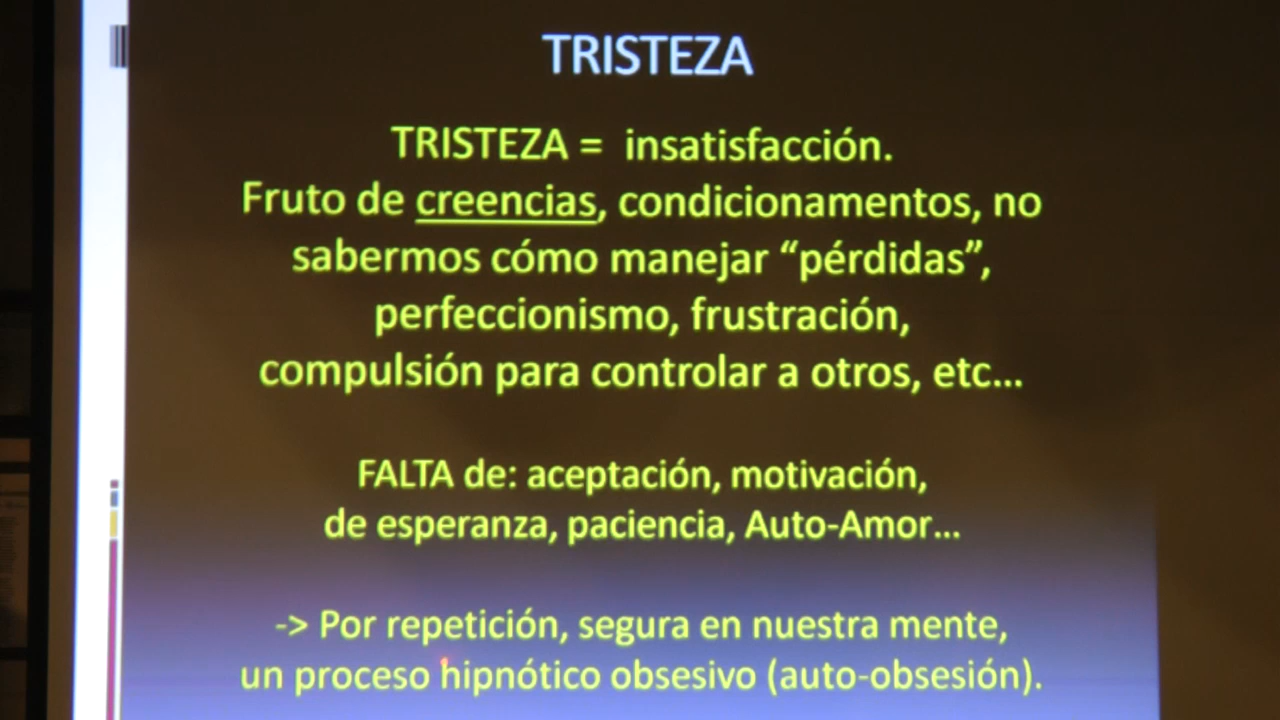 TRISTEZA
TRISTEZA = insatisfacción.
Fruto de creencias, condicionamentos, no
sabermos cómo manejar “pérdidas”,
perfeccionismo, frustración,
compulsión para controlar a otros, etc...
FALTA de: aceptación, motivación,
de esperanza, paciencia, Auto-Amor...
-> Por repetición, segura en nuestra mente,
un proceso hipnótico obsesivo (auto-obsesión).